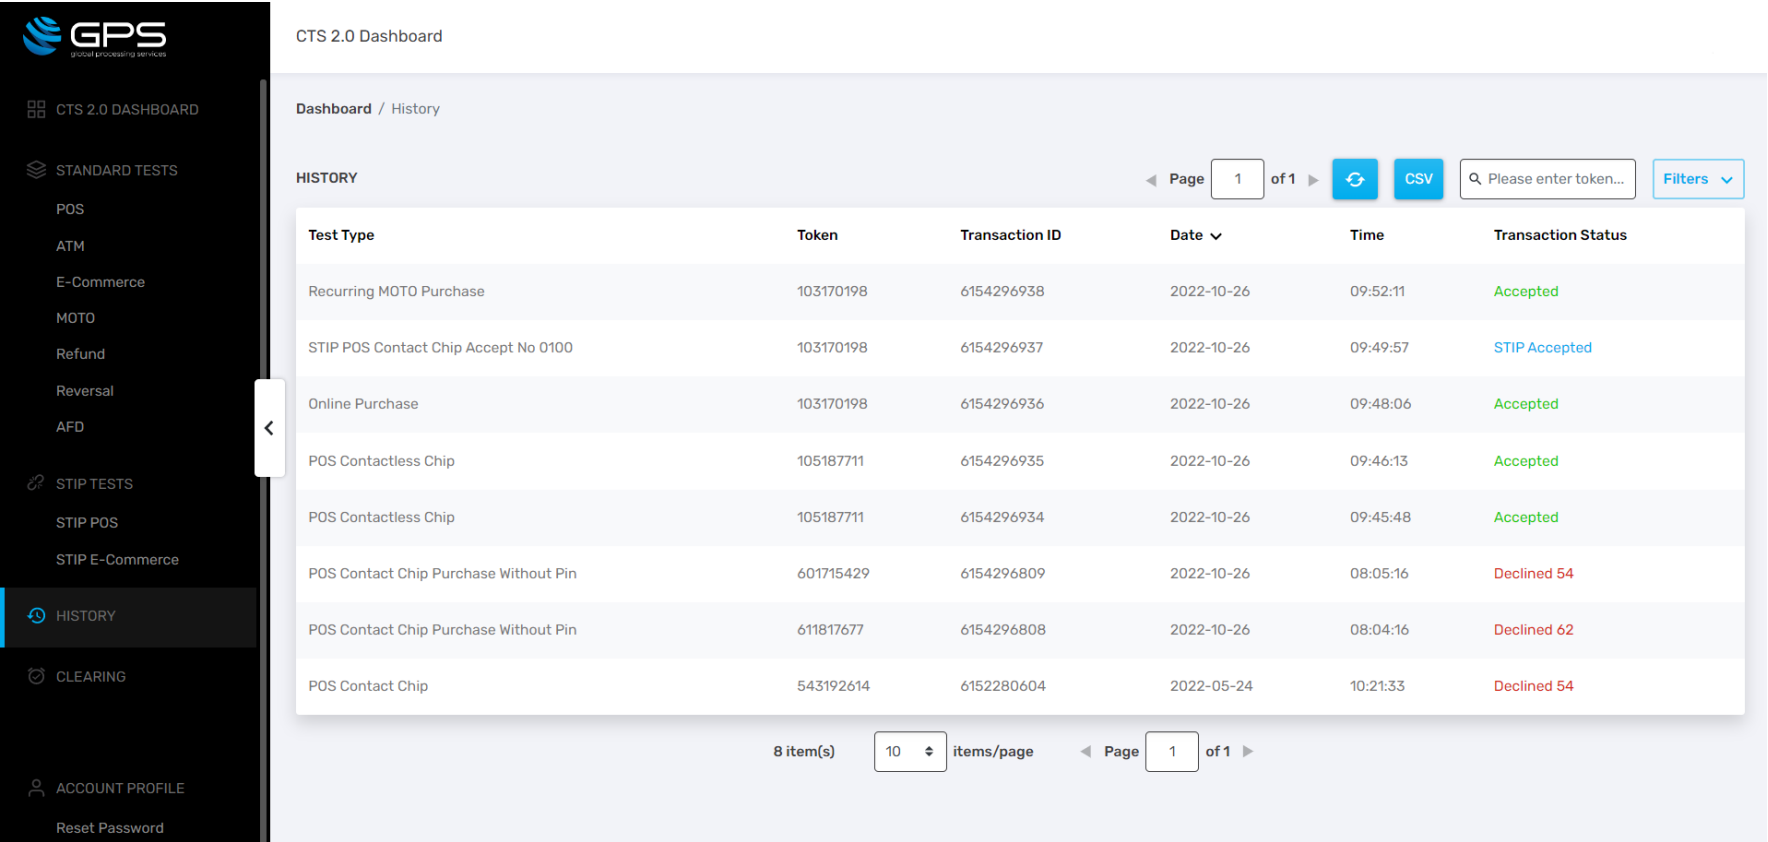 GPS
global processing services
CTS 2.0 DASHBOARD
STANDARD TESTS
POS
ATM
E-Commerce
MOTO
Refund
Reversal
AFD
STIP TESTS
STIP POS
STIP E-Commerce
HISTORY
CLEARING
ACCOUNT PROFILE
Reset Password
CTS 2.0 Dashboard
Dashboard / History
HISTORY Page 1 of 1 CSV Please enter token... Filters
Test Type Token Transaction ID Date Time Transaction Status
Recurring MOTO Purchase 103170198 6154296938 2022-10-26 09:52:11 Accepted
STIP POS Contact Chip Accept No 0100 103170198 6154296937 2022-10-26 09:49:57 STIP Accepted
Online Purchase 103170198 6154296936 2022-10-26 09:48:06 Accepted
POS Contactless Chip 105187711 6154296935 2022-10-26 09:46:13 Accepted
POS Contactless Chip 105187711 6154296934 2022-10-26 09:45:48 Accepted
POS Contact Chip Purchase Without Pin 601715429 6154296809 2022-10-26 08:05:16 Declined 54
POS Contact Chip Purchase Without Pin 611817677 6154296808 2022-10-26 08:04:16 Declined 62
POS Contact Chip 543192614 6152280604 2022-05-24 10:21:33 Declined 54
8 item(s) 10 items/page Page 1 of 1